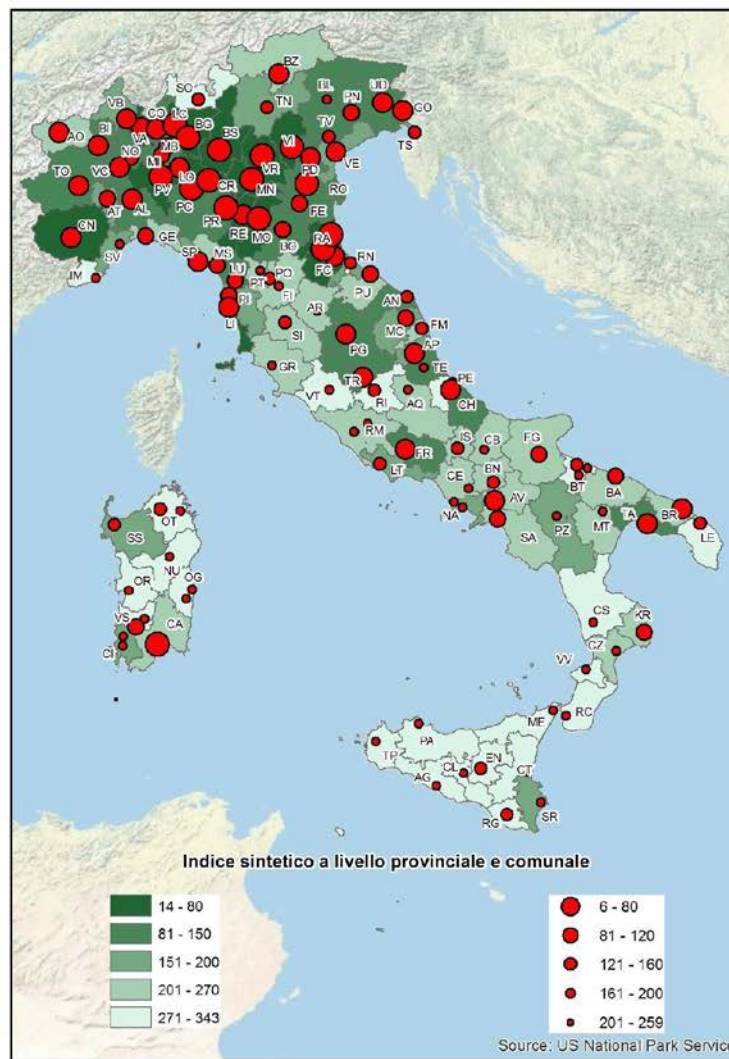 BZ
SO
BL
UD
VB
CO
LC
TN
PN
GO
AO
BI
VA
BG
BS
TV
TS
NO
MB
VI
VE
TO
VC
MI
VR
PD
LO
CR
MN
RO
AT
AL
PV
PC
FE
CN
PR
RE
MO
BO
RA
GE
SV
SP
MS
FC
RN
IM
LU
PT
PO
FI
PU
AN
PI
AR
MC
FM
LI
SI
PG
AP
GR
TE
TR
PE
VT
RI
AQ
CH
RM
IS
CB
FG
FR
LT
CE
BN
BT
BA
NA
AV
TA
BR
OT
SA
PZ
MT
LE
SS
NU
OR
OG
VS
CA
CS
KR
CI
CZ
VV
ME
RC
TP
PA
EN
CT
CL
AG
RG
SR
Indice sintetico a livello provinciale e comunale
14 - 80
81 - 150
151 - 200
201 - 270
271 - 343
6 - 80
81 - 120
121 - 160
161 - 200
201 - 259
Source: US National Park Service